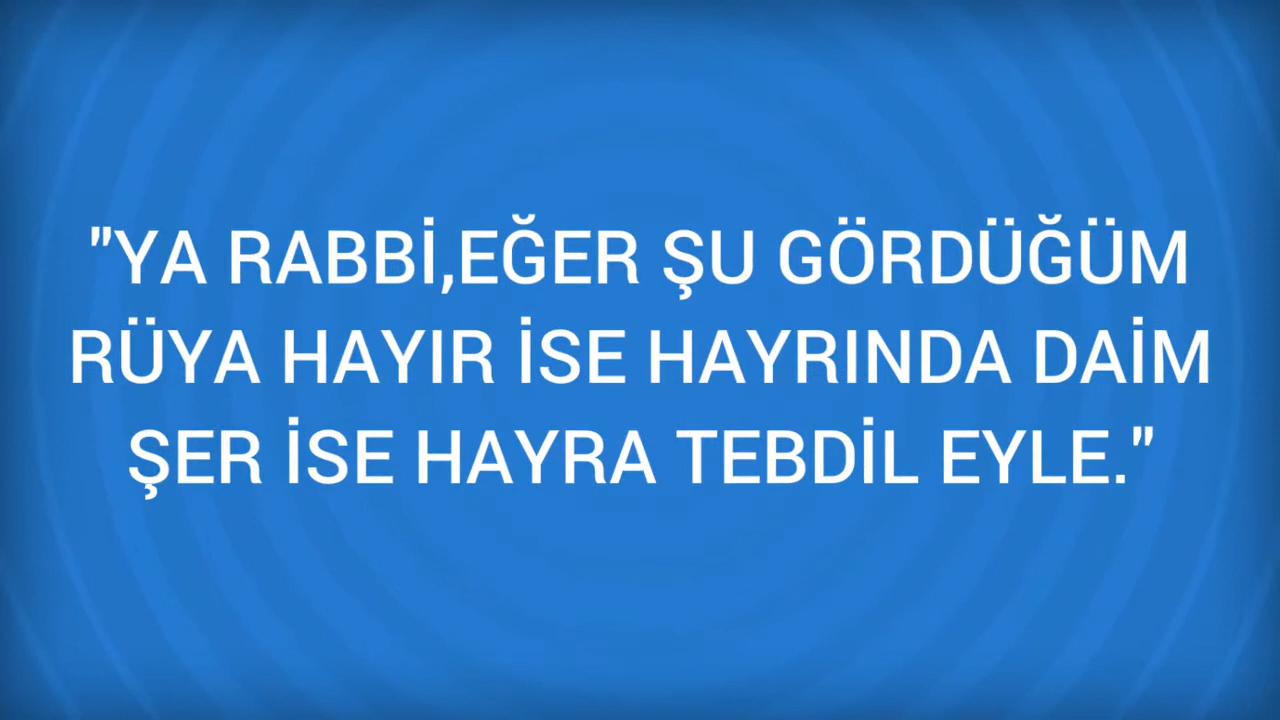 "YA RABBİ,EĞER ŞU GÖRDÜĞÜM
RÜYA HAYIR İSE HAYRINDA DAİM
ŞER İSE HAYRA TEBDİL EYLE."